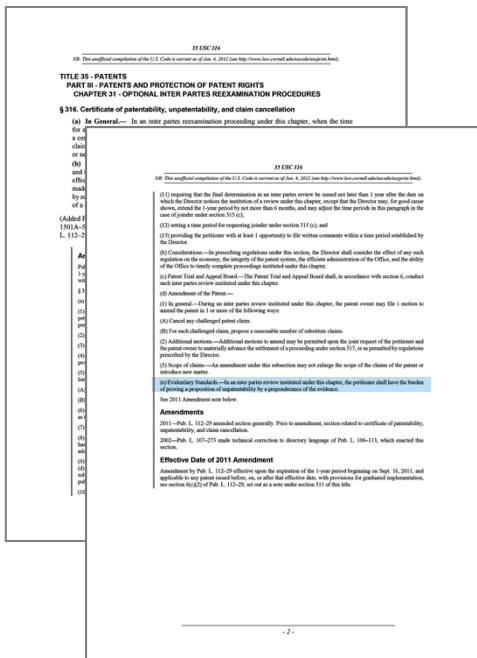 35 USC 316
NB: This unofficial compilation of the U.S. Code is current as of Jan. 4, 2012 (see http://www.law.cornell.edu/uscode/uscprint.html).
TITLE 35 - PATENTS
PART III - PATENTS AND PROTECTION OF PATENT RIGHTS
CHAPTER 31 - OPTIONAL INTER PARTES REEXAMINATION PROCEDURES
§ 316. Certificate of patentability, unpatentability, and claim cancellation
(a) In General.— In an inter partes reexamination proceeding under this chapter, when the time
for a
a cer
claim
or ne
(b)
and i
effec
made
by su
of a
(Added P
1501A–5
L. 112–2
35 USC 316
NB: This unofficial compilation of the U.S. Code is current as of Jan. 4, 2012 (see http://www.law.cornell.edu/uscode/uscprint.html).
(11) requiring that the final determination in an inter partes review be issued not later than 1 year after the date on
which the Director notices the institution of a review under this chapter, except that the Director may, for good cause
shown, extend the 1-year period by not more than 6 months, and may adjust the time periods in this paragraph in the
case of joinder under section 315 (c);
(12) setting a time period for requesting joinder under section 315 (c); and
(13) providing the petitioner with at least 1 opportunity to file written comments within a time period established by
the Director.
(b) Considerations.—In prescribing regulations under this section, the Director shall consider the effect of any such
regulation on the economy, the integrity of the patent system, the efficient administration of the Office, and the ability
of the Office to timely complete proceedings instituted under this chapter.
(c) Patent Trial and Appeal Board.—The Patent Trial and Appeal Board shall, in accordance with section 6, conduct
each inter partes review instituted under this chapter.
(d) Amendment of the Patent.—
(1) In general.—During an inter partes review instituted under this chapter, the patent owner may file 1 motion to
amend the patent in 1 or more of the following ways:
(A) Cancel any challenged patent claim.
(B) For each challenged claim, propose a reasonable number of substitute claims.
(2) Additional motions.—Additional motions to amend may be permitted upon the joint request of the petitioner and
the patent owner to materially advance the settlement of a proceeding under section 317, or as permitted by regulations
prescribed by the Director.
(3) Scope of claims.—An amendment under this subsection may not enlarge the scope of the claims of the patent or
introduce new matter.
(e) Evidentiary Standards.—In an inter partes review instituted under this chapter, the petitioner shall have the burden
of proving a proposition of unpatentability by a preponderance of the evidence.
See 2011 Amendment note below.
Amendments
2011—Pub. L. 112–29 amended section generally. Prior to amendment, section related to certificate of patentability,
unpatentability, and claim cancellation.
2002—Pub. L. 107–273 made technical correction to directory language of Pub. L. 106–113, which enacted this
section.
Effective Date of 2011 Amendment
Amendment by Pub. L. 112–29 effective upon the expiration of the 1-year period beginning on Sept. 16, 2011, and
applicable to any patent issued before, on, or after that effective date, with provisions for graduated implementation,
see section 6(c)(2) of Pub. L. 112–29, set out as a note under section 311 of this title.
- 2 -